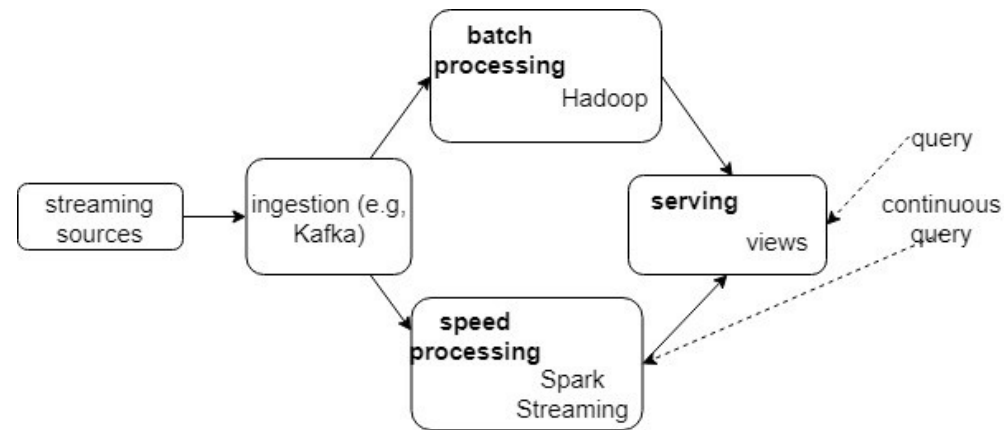 streaming
sources
ingestion (e.g,
Kafka)
batch
processing
Hadoop
speed
processing
Spark
Streaming
serving
views
query
continuous
query